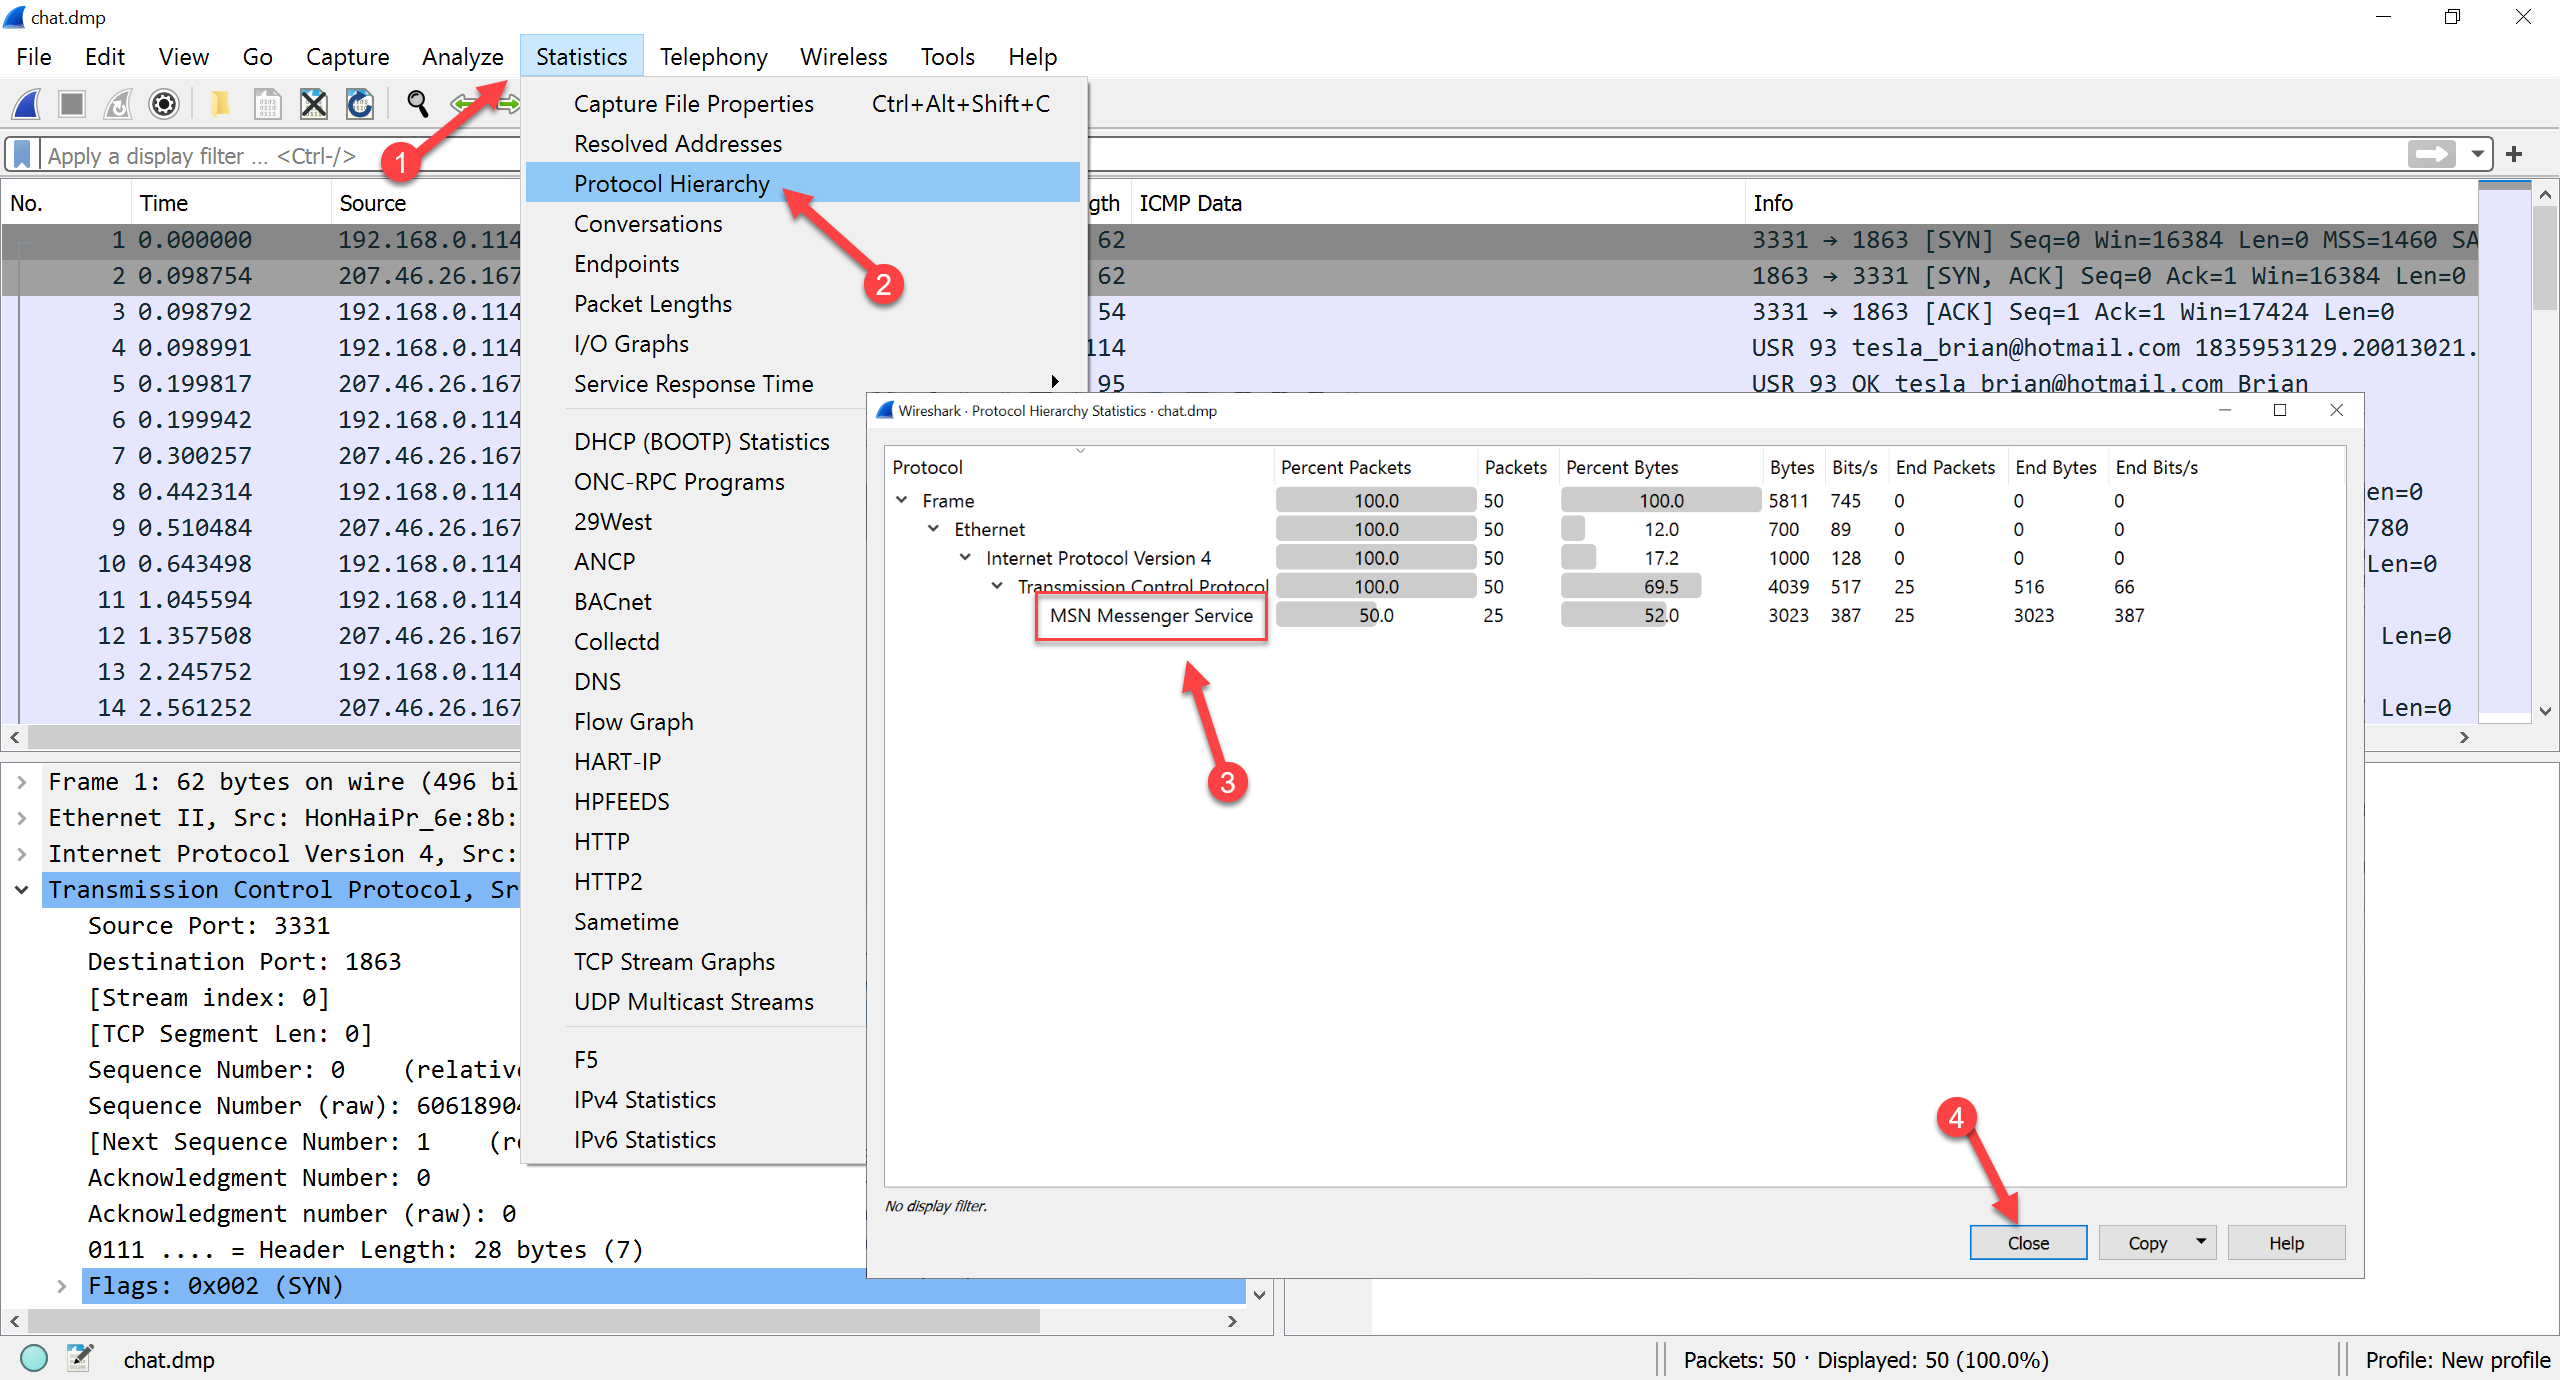 chat.dmp
File Edit View Go Capture Analyze Statistics Telephony Wireless Tools Help
Apply a display filter ... <Ctrl-/>
1
Capture File Properties Ctrl+Alt+Shift+C
Resolved Addresses
Protocol Hierarchy
Conversations
Endpoints
Packet Lengths
I/O Graphs
Service Response Time
DHCP (BOOTP) Statistics
ONC-RPC Programs
29West
ANCP
BACnet
Collectd
DNS
Flow Graph
HART-IP
HPFEEDS
HTTP
HTTP2
Sametime
TCP Stream Graphs
UDP Multicast Streams
F5
IPv4 Statistics
IPv6 Statistics
2
No. Time Source gth ICMP Data Info
1 0.000000 192.168.0.114 62 3331 → 1863 [SYN] Seq=0 Win=16384 Len=0 MSS=1460 SA
2 0.098754 207.46.26.167 62 1863 → 3331 [SYN, ACK] Seq=0 Ack=1 Win=16384 Len=0
3 0.098792 192.168.0.114 54 3331 → 1863 [ACK] Seq=1 Ack=1 Win=17424 Len=0
4 0.098991 192.168.0.114 114 USR 93 tesla_brian@hotmail.com 1835953129.20013021.
5 0.199817 207.46.26.167 95 USR 93 OK tesla_brian@hotmail.com Brian
6 0.199942 192.168.0.114
7 0.300257 207.46.26.167
8 0.442314 192.168.0.114 en=0
9 0.510484 207.46.26.167 780
10 0.643498 192.168.0.114 Len=0
11 1.045594 192.168.0.114
12 1.357508 207.46.26.167 Len=0
13 2.245752 192.168.0.114
14 2.561252 207.46.26.167 Len=0
Wireshark · Protocol Hierarchy Statistics · chat.dmp
Protocol Percent Packets Packets Percent Bytes Bytes Bits/s End Packets End Bytes End Bits/s
Frame 100.0 50 100.0 5811 745 0 0 0
Ethernet 100.0 50 12.0 700 89 0 0 0
Internet Protocol Version 4 100.0 50 17.2 1000 128 0 0 0
Transmission Control Protocol 100.0 50 69.5 4039 517 25 516 66
MSN Messenger Service 50.0 25 52.0 3023 387 25 3023 387
3
4
No display filter.
Close Copy Help
Frame 1: 62 bytes on wire (496 bi
Ethernet II, Src: HonHaiPr_6e:8b:
Internet Protocol Version 4, Src:
Transmission Control Protocol, Sr
Source Port: 3331
Destination Port: 1863
[Stream index: 0]
[TCP Segment Len: 0]
Sequence Number: 0 (relativ
Sequence Number (raw): 6061890
[Next Sequence Number: 1 (r
Acknowledgment Number: 0
Acknowledgment number (raw): 0
0111 .... = Header Length: 28 bytes (7)
Flags: 0x002 (SYN)
chat.dmp Packets: 50 · Displayed: 50 (100.0%) Profile: New profile